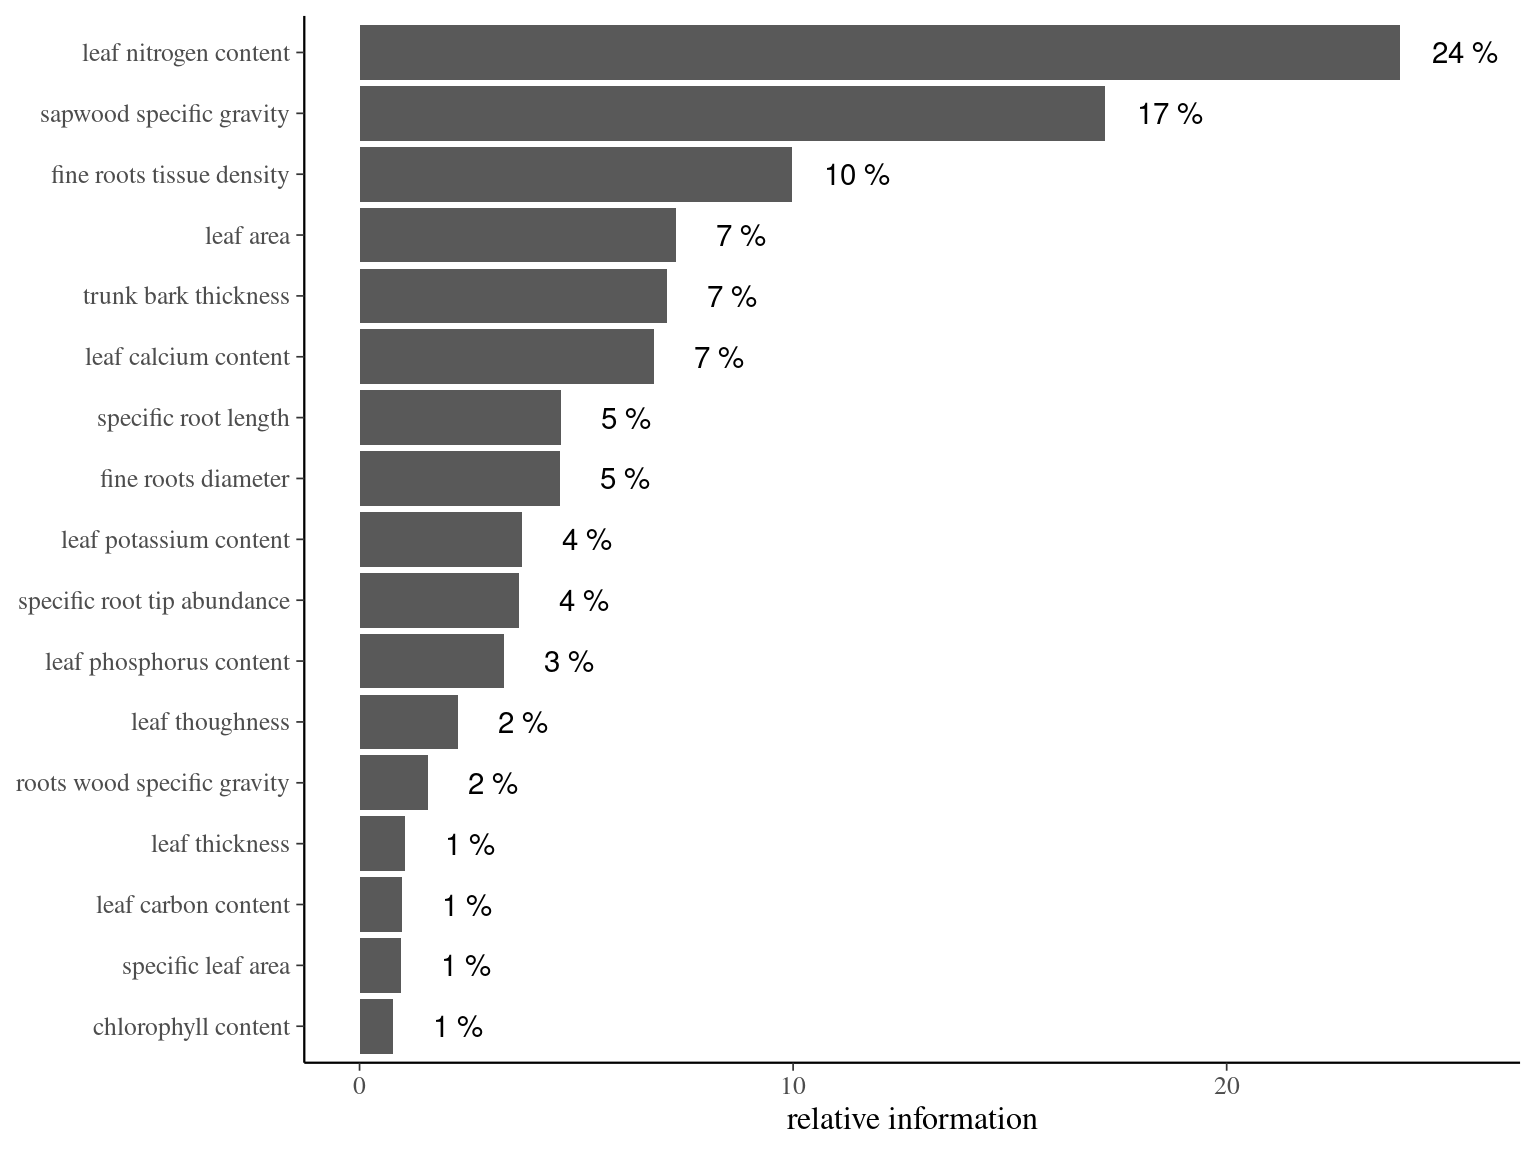 leaf nitrogen content 24 %
sapwood specific gravity 17 %
fine roots tissue density 10 %
leaf area 7 %
trunk bark thickness 7 %
leaf calcium content 7 %
specific root length 5 %
fine roots diameter 5 %
leaf potassium content 4 %
specific root tip abundance 4 %
leaf phosphorus content 3 %
leaf thoughness 2 %
roots wood specific gravity 2 %
leaf thickness 1 %
leaf carbon content 1 %
specific leaf area 1 %
chlorophyll content 1 %
0 10 20
relative information